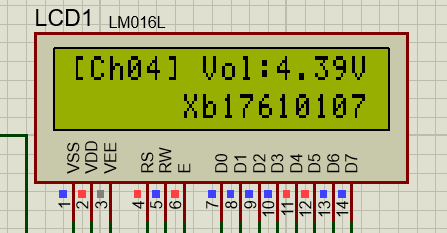 LCD1
LM016L
[Ch04] Vol:4.39V
Xb17610107
VSS
VDD
VEE
RS
RW
E
D0
D1
D2
D3
D4
D5
D6
D7
1
2
3
4
5
6
7
8
9
10
11
12
13
14